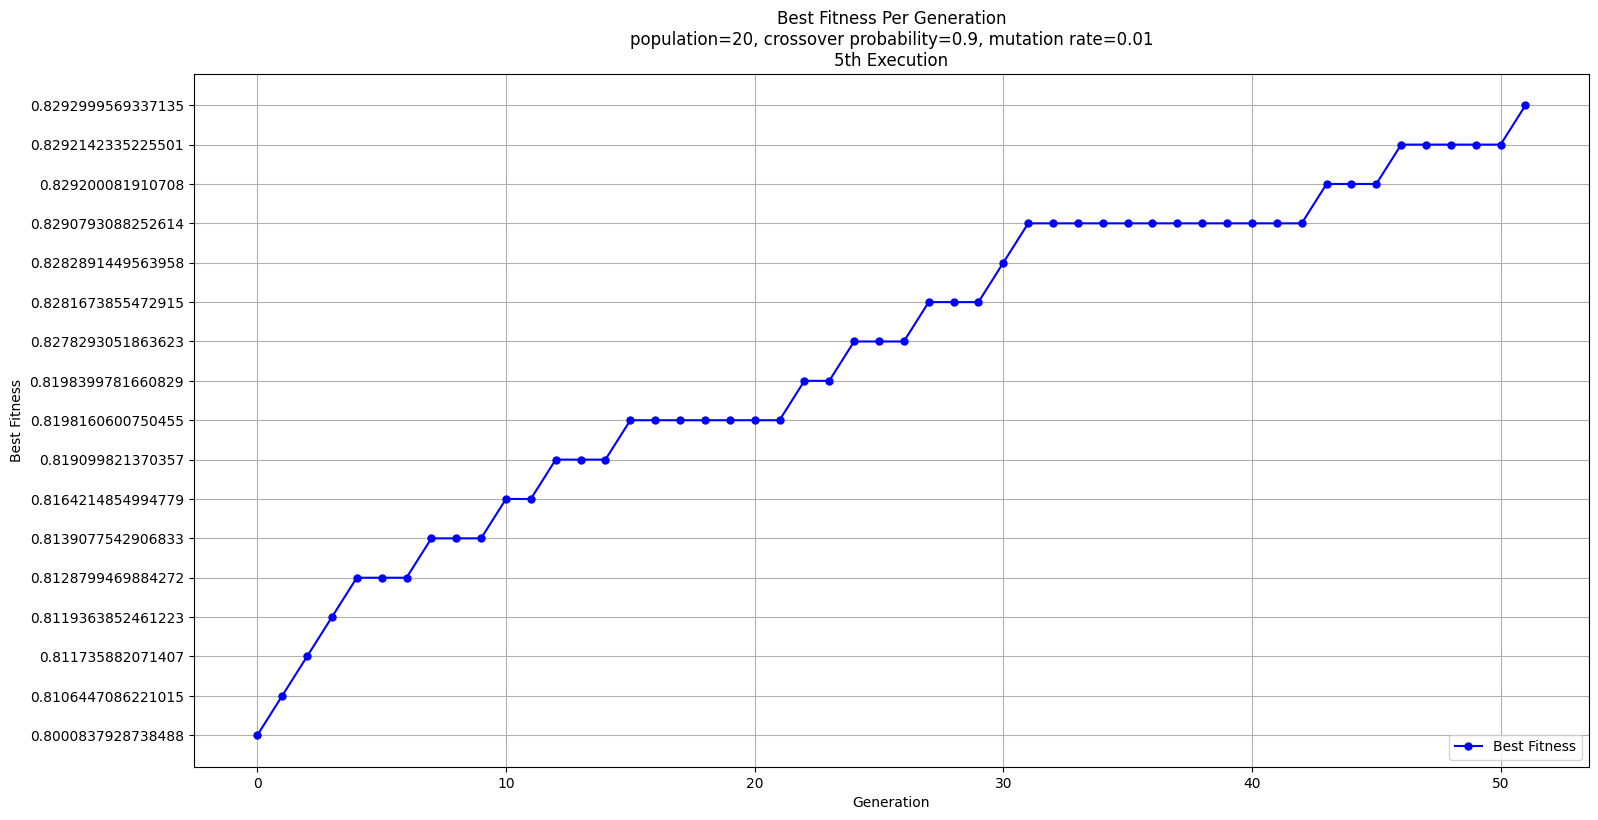 Best Fitness Per Generation
population=20, crossover probability=0.9, mutation rate=0.01
5th Execution
Best Fitness
0.8292999569337135
0.8292142335225501
0.829200081910708
0.8290793088252614
0.8282891449563958
0.8281673855472915
0.8278293051863623
0.8198399781660829
0.8198160600750455
0.819099821370357
0.8164214854994779
0.8139077542906833
0.8128799469884272
0.8119363852461223
0.811735882071407
0.8106447086221015
0.8000837928738488
Best Fitness
0 10 20 30 40 50
Generation